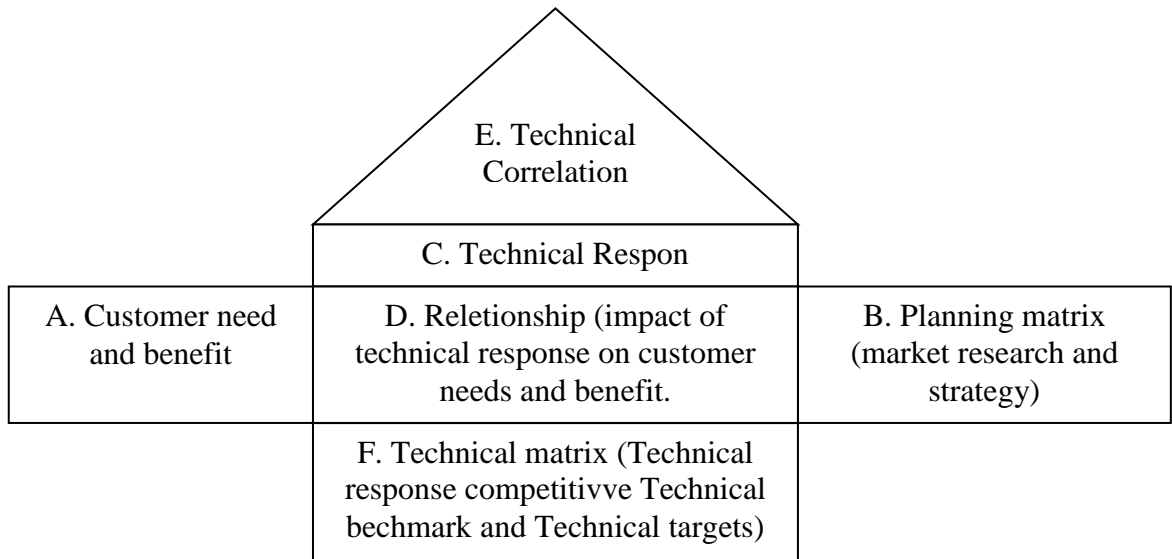 E. Technical
Correlation
C. Technical Respon
A. Customer need
and benefit
D. Reletionship (impact of
technical response on customer
needs and benefit.
B. Planning matrix
(market research and
strategy)
F. Technical matrix (Technical
response competitivve Technical
bechmark and Technical targets)